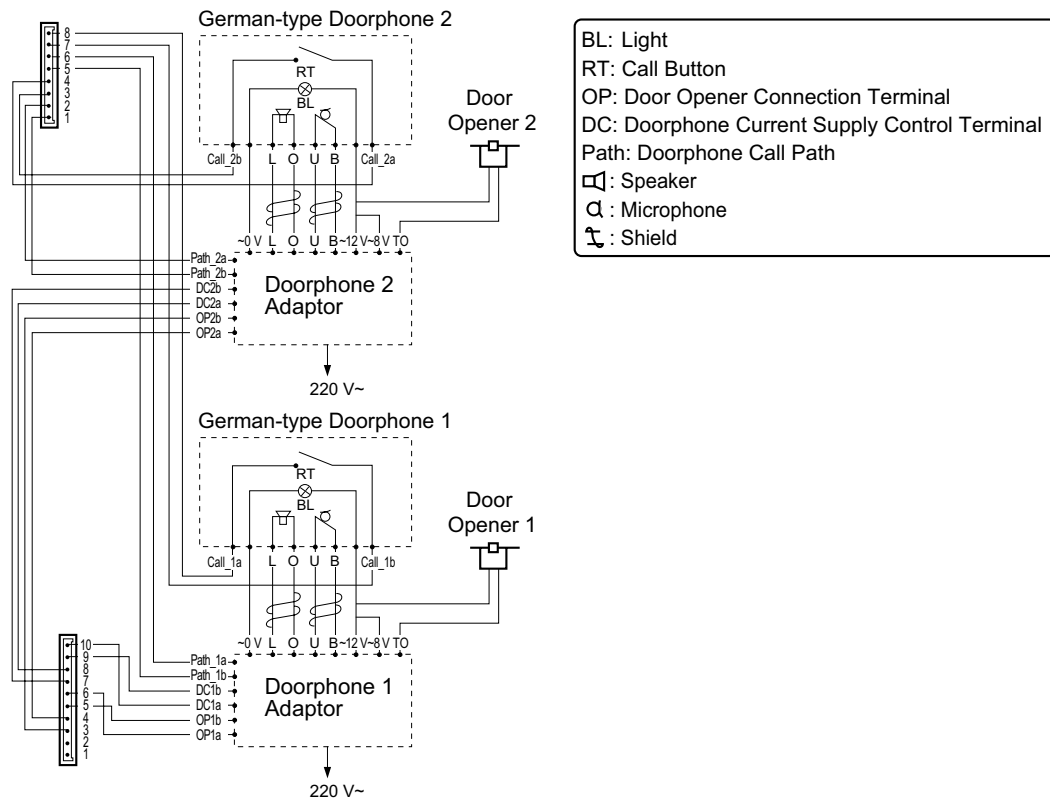 German-type Doorphone 2
8
7
6
5
4
3
2
1
RT
BL
Door
Opener 2
Call_2b L O U B Call_2a
~0 V L O U B ~12 V ~8 V TO
Path_2a
Path_2b
DC2b
DC2a
OP2b
OP2a
Doorphone 2
Adaptor
220 V~
German-type Doorphone 1
RT
BL
Door
Opener 1
Call_1a L O U B Call_1b
~0 V L O U B ~12 V ~8 V TO
10
9
8
7
6
5
4
3
2
1
Path_1a
Path_1b
DC1b
DC1a
OP1b
OP1a
Doorphone 1
Adaptor
220 V~
BL: Light
RT: Call Button
OP: Door Opener Connection Terminal
DC: Doorphone Current Supply Control Terminal
Path: Doorphone Call Path
: Speaker
: Microphone
: Shield